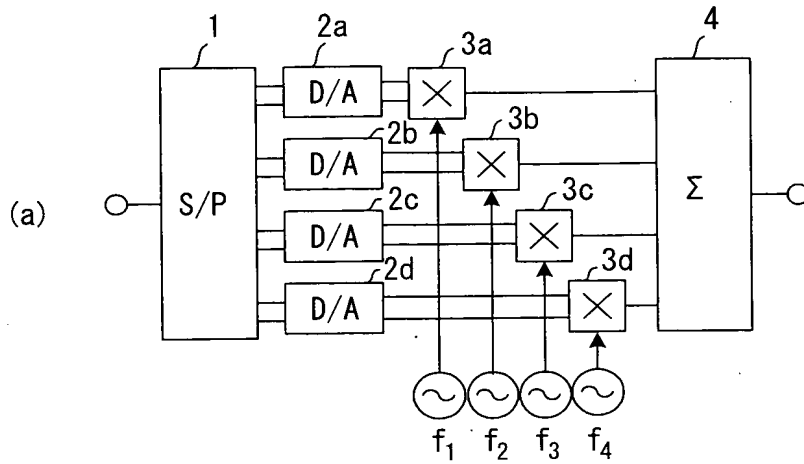 1
2a
3a
4
D/A
×
2b
3b
D/A
×
(a)
S/P
2c
3c
Σ
D/A
×
2d
3d
D/A
×
f₁
f₂
f₃
f₄